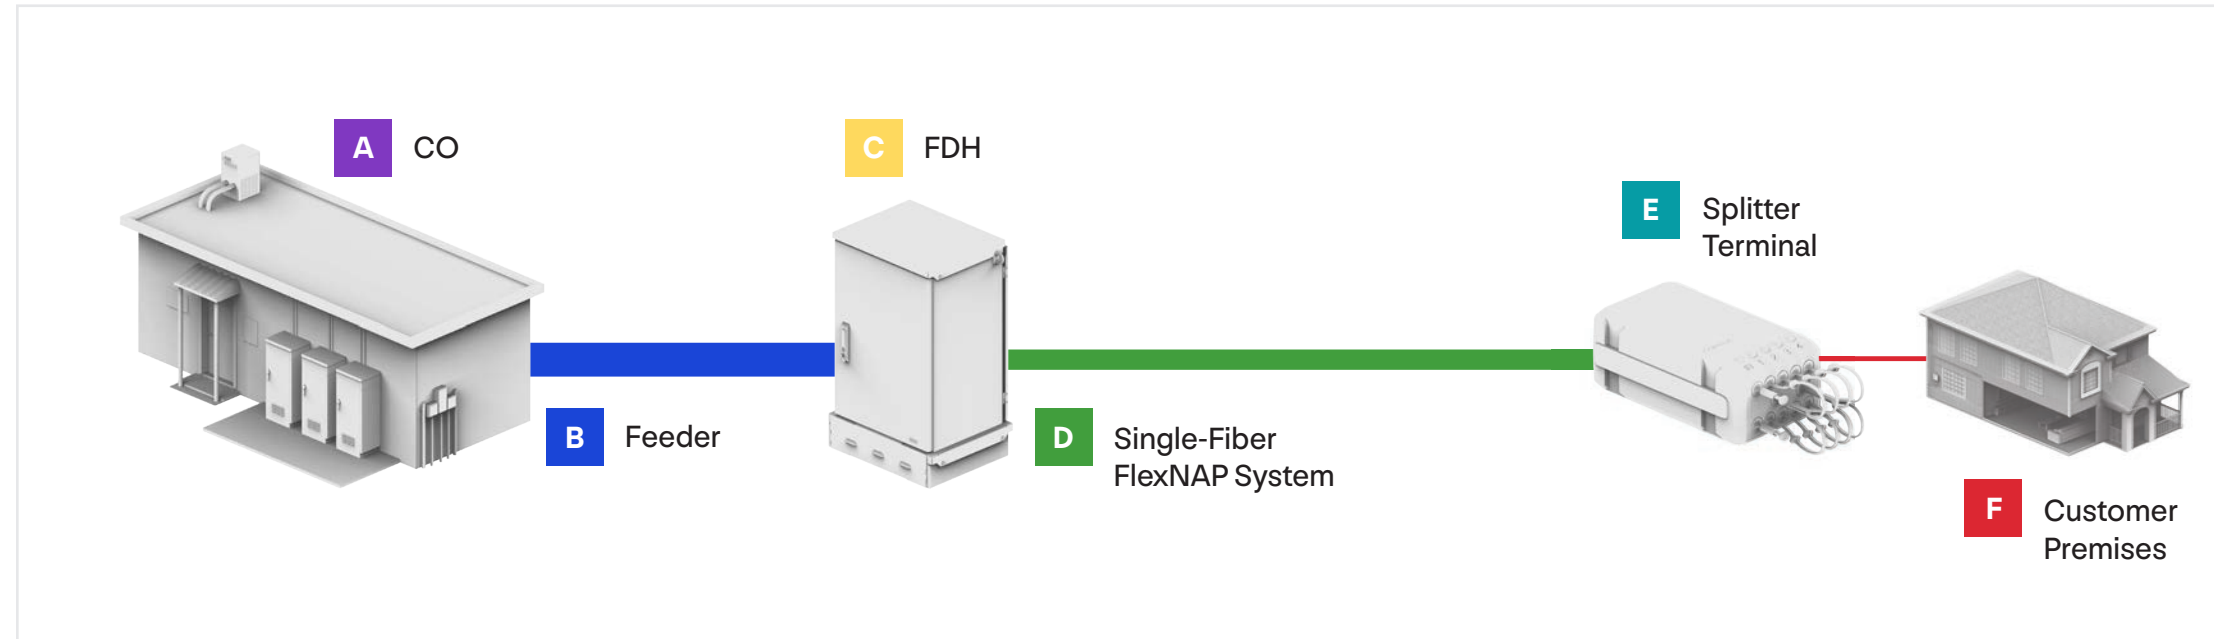 A CO
C FDH
E Splitter
Terminal
B Feeder
D Single-Fiber
FlexNAP System
F Customer
Premises